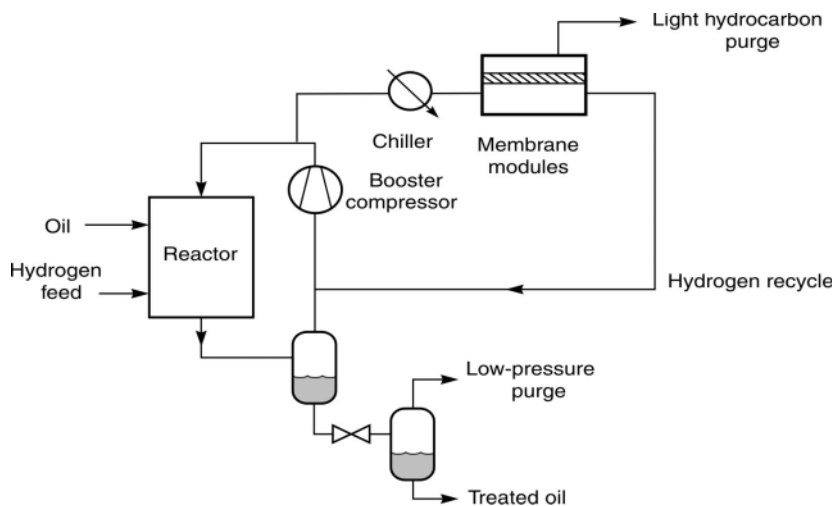 Light hydrocarbon
purge
Chiller
Membrane
modules
Booster
compressor
Oil
Reactor
Hydrogen
feed
Hydrogen recycle
Low-pressure
purge
Treated oil